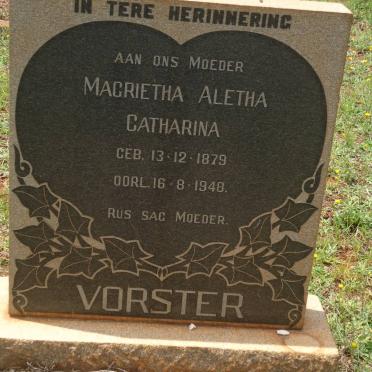 IN TERE HERINNERING
AAN ONS MOEDER
MAGRIETHA ALETHA
CATHARINA
GEB. 13-12-1879
OORL. 16-8-1948.
RUS SAG MOEDER.
VORSTER